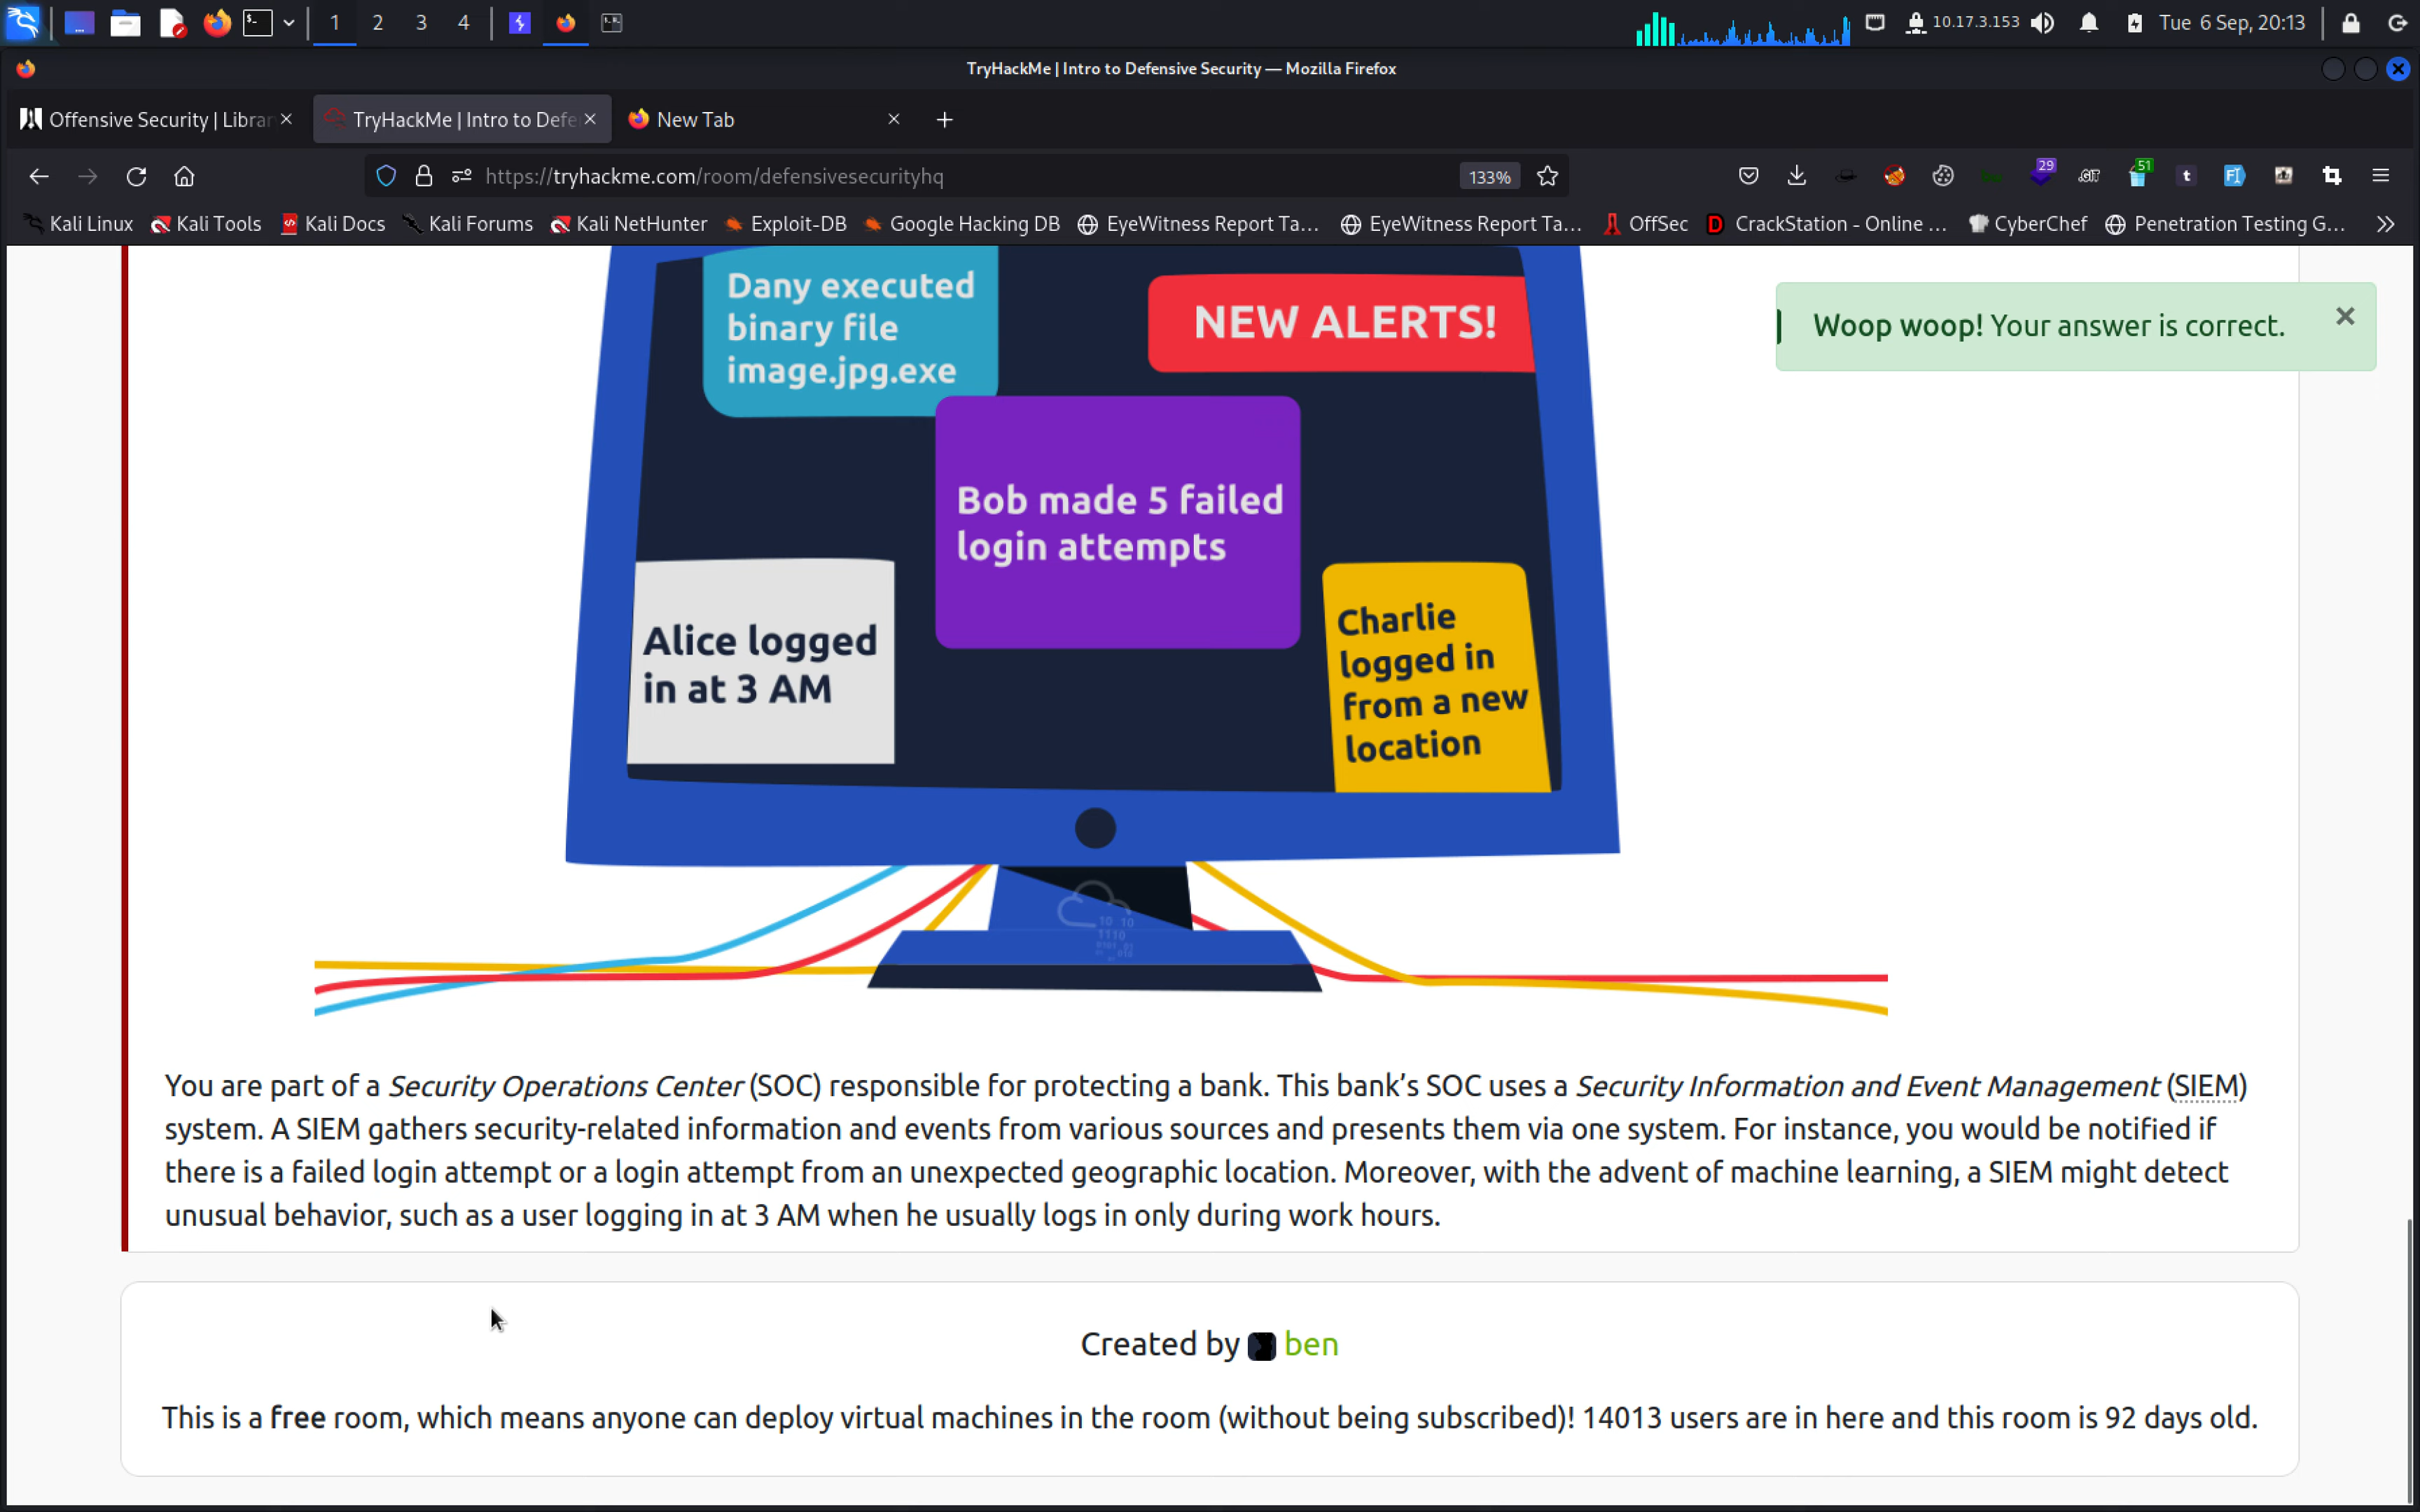 1 2 3 4 10.17.3.153 Tue 6 Sep, 20:13
TryHackMe | Intro to Defensive Security — Mozilla Firefox
Offensive Security | Librar TryHackMe | Intro to Defe New Tab
https://tryhackme.com/room/defensivesecurityhq 133% 29 .GIT 51 t
Kali Linux Kali Tools Kali Docs Kali Forums Kali NetHunter Exploit-DB Google Hacking DB EyeWitness Report Ta... EyeWitness Report Ta... OffSec CrackStation - Online ... CyberChef Penetration Testing G...
Woop woop! Your answer is correct.
Dany executed
binary file
image.jpg.exe
NEW ALERTS!
Bob made 5 failed
login attempts
Alice logged
in at 3 AM
Charlie
logged in
from a new
location
You are part of a Security Operations Center (SOC) responsible for protecting a bank. This bank’s SOC uses a Security Information and Event Management (SIEM)
system. A SIEM gathers security-related information and events from various sources and presents them via one system. For instance, you would be notified if
there is a failed login attempt or a login attempt from an unexpected geographic location. Moreover, with the advent of machine learning, a SIEM might detect
unusual behavior, such as a user logging in at 3 AM when he usually logs in only during work hours.
Created by ben
This is a free room, which means anyone can deploy virtual machines in the room (without being subscribed)! 14013 users are in here and this room is 92 days old.